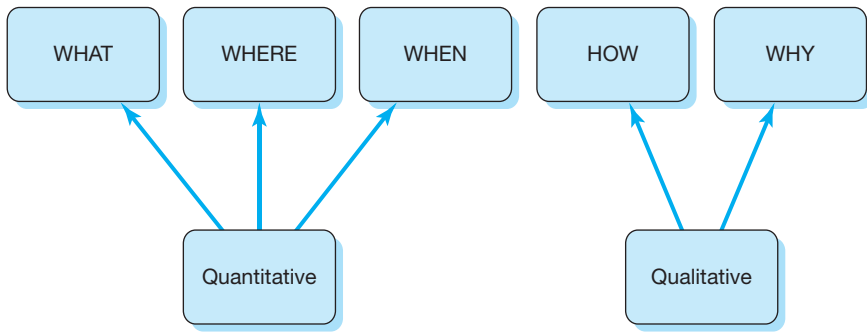 WHAT
WHERE
WHEN
HOW
WHY
Quantitative
Qualitative